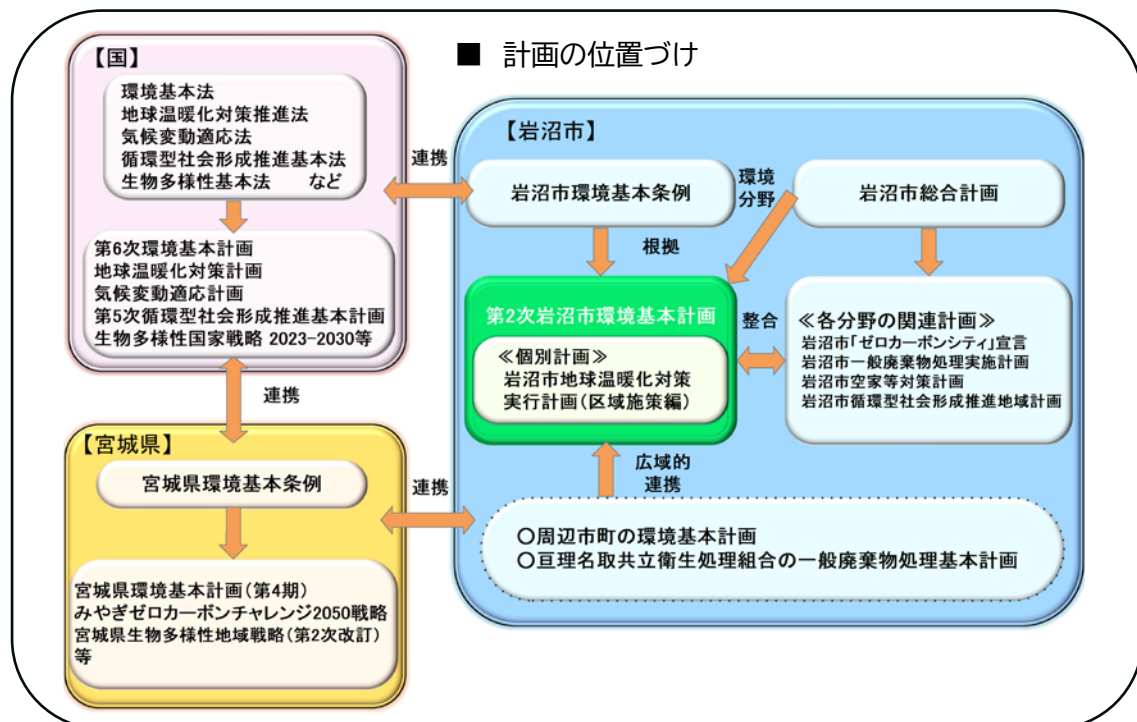 ■ 計画の位置づけ
【国】
環境基本法
地球温暖化対策推進法
気候変動適応法
循環型社会形成推進基本法
生物多様性基本法 など
第6次環境基本計画
地球温暖化対策計画
気候変動適応計画
第5次循環型社会形成推進基本計画
生物多様性国家戦略 2023-2030等
連携
【宮城県】
宮城県環境基本条例
宮城県環境基本計画(第4期)
みやぎゼロカーボンチャレンジ2050戦略
宮城県生物多様性地域戦略(第2次改訂)
等
連携
連携
【岩沼市】
岩沼市環境基本条例
環境
分野
岩沼市総合計画
根拠
第2次岩沼市環境基本計画
≪個別計画≫
岩沼市地球温暖化対策
実行計画(区域施策編)
整合
≪各分野の関連計画≫
岩沼市「ゼロカーボンシティ」宣言
岩沼市一般廃棄物処理実施計画
岩沼市空家等対策計画
岩沼市循環型社会形成推進地域計画
広域的
連携
〇周辺市町の環境基本計画
〇亘理名取共立衛生処理組合の一般廃棄物処理基本計画